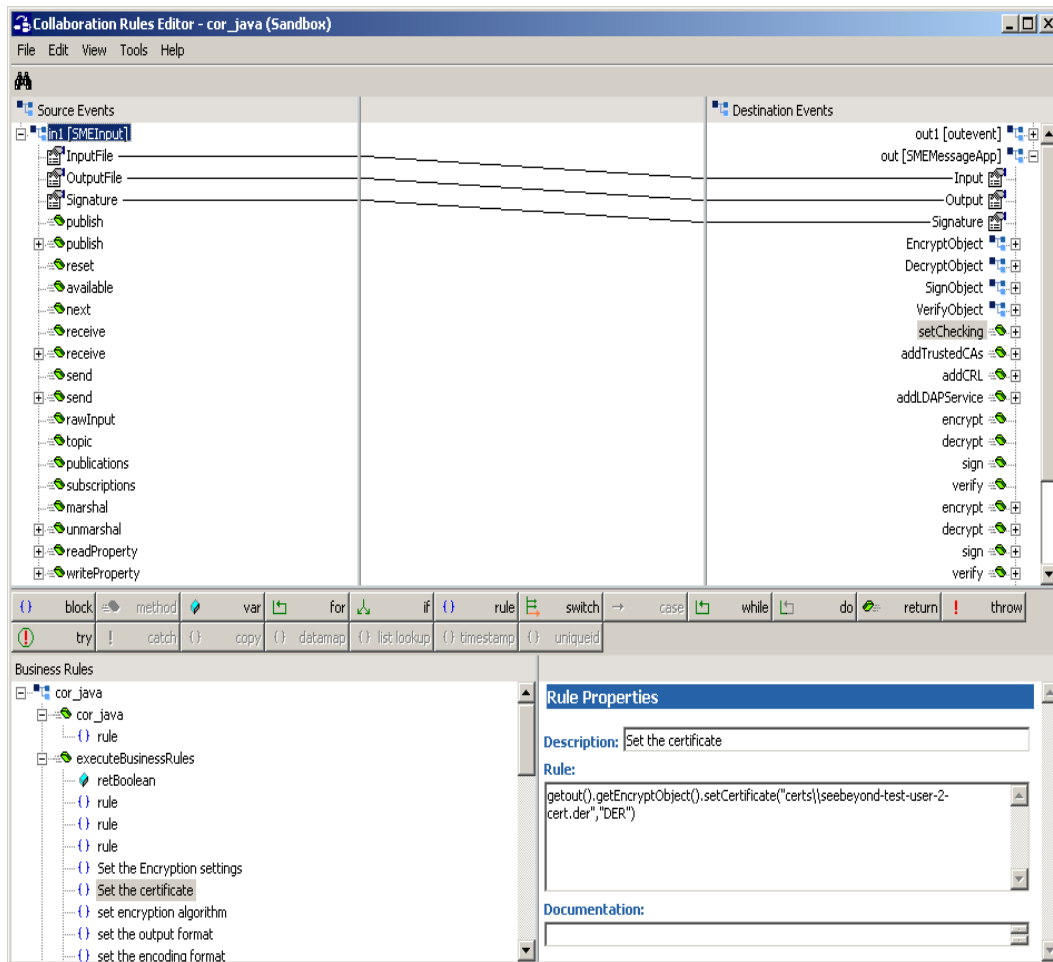 Collaboration Rules Editor - cor_java (Sandbox)
File Edit View Tools Help
Source Events
Destination Events
in1 [SMEInput]
InputFile
OutputFile
Signature
publish
publish
reset
available
next
receive
receive
send
send
rawInput
topic
publications
subscriptions
marshal
unmarshal
readProperty
writeProperty
out1 [outevent]
out [SMEMessageApp]
Input
Output
Signature
EncryptObject
DecryptObject
SignObject
VerifyObject
setChecking
addTrustedCAs
addCRL
addLDAPService
encrypt
decrypt
sign
verify
encrypt
decrypt
sign
verify
{} block method var for if {} rule switch case while do return throw
try catch {} copy {} datamap {} list lookup {} timestamp {} uniqueid
Business Rules
cor_java
cor_java
{} rule
executeBusinessRules
retBoolean
{} rule
{} rule
{} rule
{} Set the Encryption settings
{} Set the certificate
{} set encryption algorithm
{} set the output format
{} set the encoding format
Rule Properties
Description: Set the certificate
Rule:
getout().getEncryptObject().setCertificate("certs\\seebeyond-test-user-2-
cert.der","DER")
Documentation: